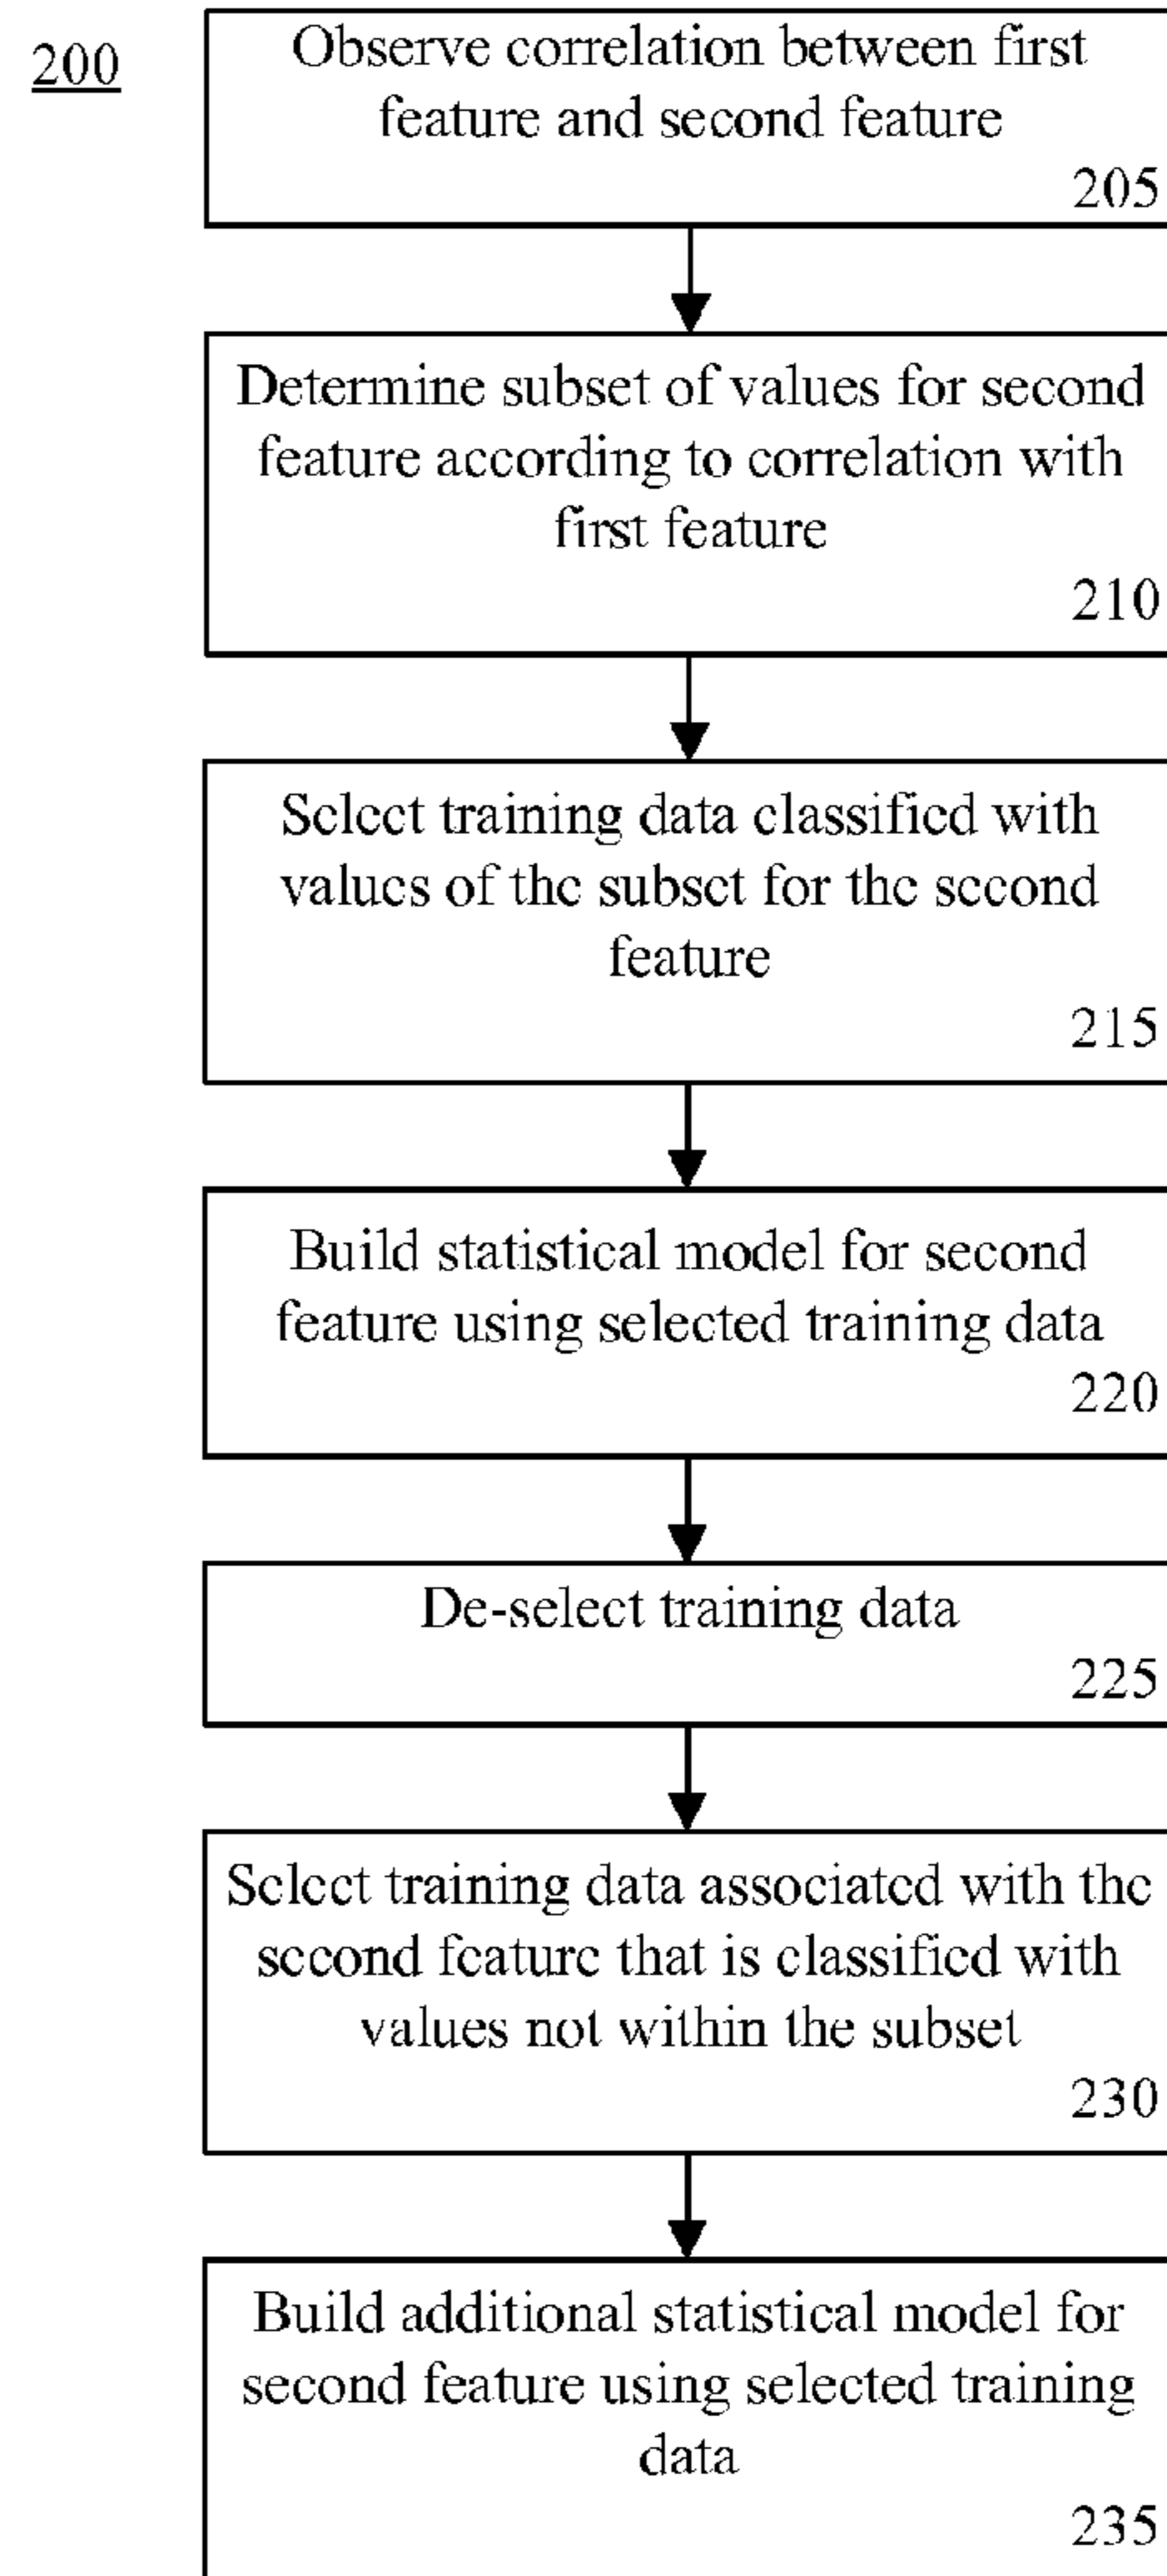 200
Observe correlation between first
feature and second feature
205
Determine subset of values for second
feature according to correlation with
first feature
210
Select training data classified with
values of the subset for the second
feature
215
Build statistical model for second
feature using selected training data
220
De-select training data
225
Select training data associated with the
second feature that is classified with
values not within the subset
230
Build additional statistical model for
second feature using selected training
data
235